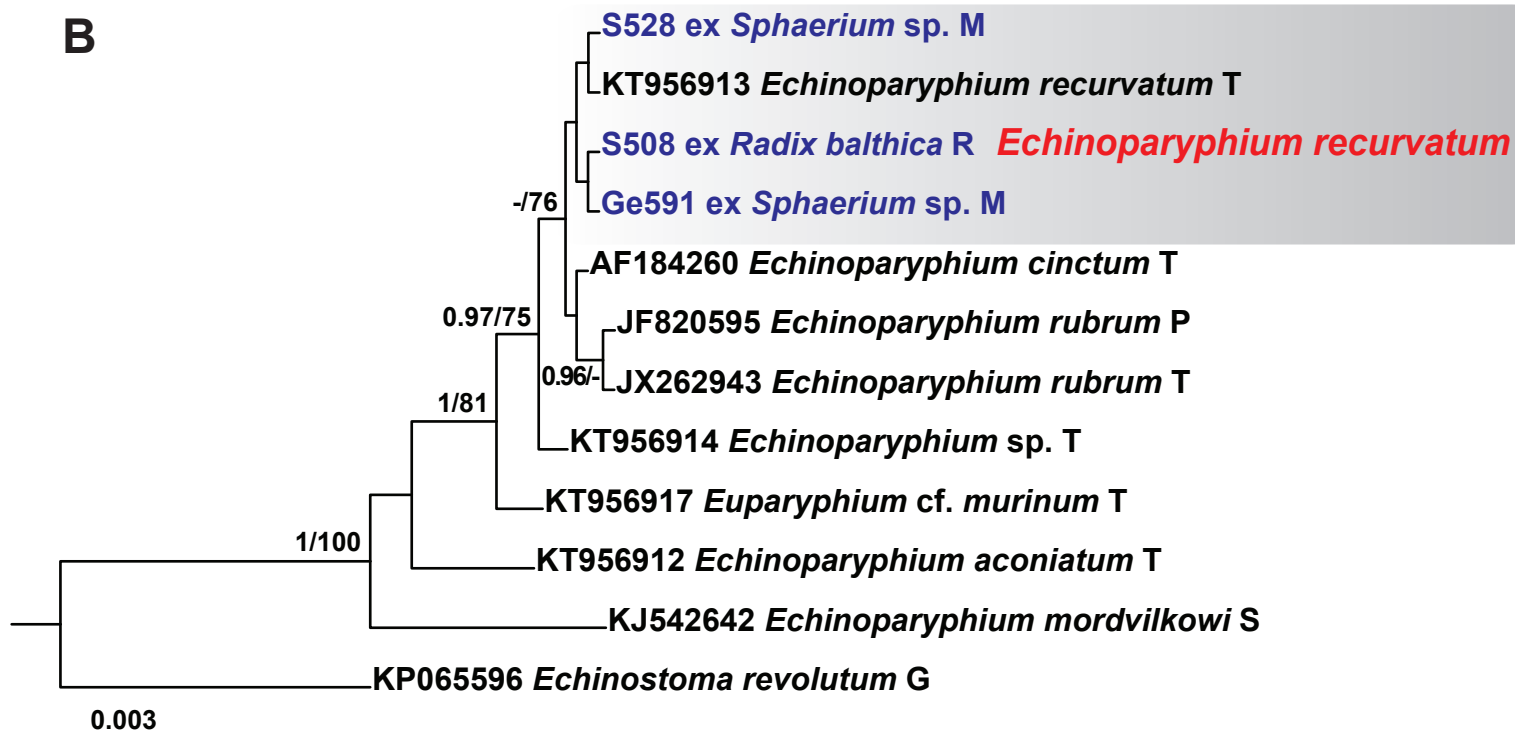 B
S528 ex Sphaerium sp. M
KT956913 Echinoparyphium recurvatum T
S508 ex Radix balthica R Echinoparyphium recurvatum
-/76
Ge591 ex Sphaerium sp. M
AF184260 Echinoparyphium cinctum T
0.97/75
JF820595 Echinoparyphium rubrum P
0.96/-
JX262943 Echinoparyphium rubrum T
1/81
KT956914 Echinoparyphium sp. T
KT956917 Euparyphium cf. murinum T
1/100
KT956912 Echinoparyphium aconiatum T
KJ542642 Echinoparyphium mordvilkowi S
KP065596 Echinostoma revolutum G
0.003